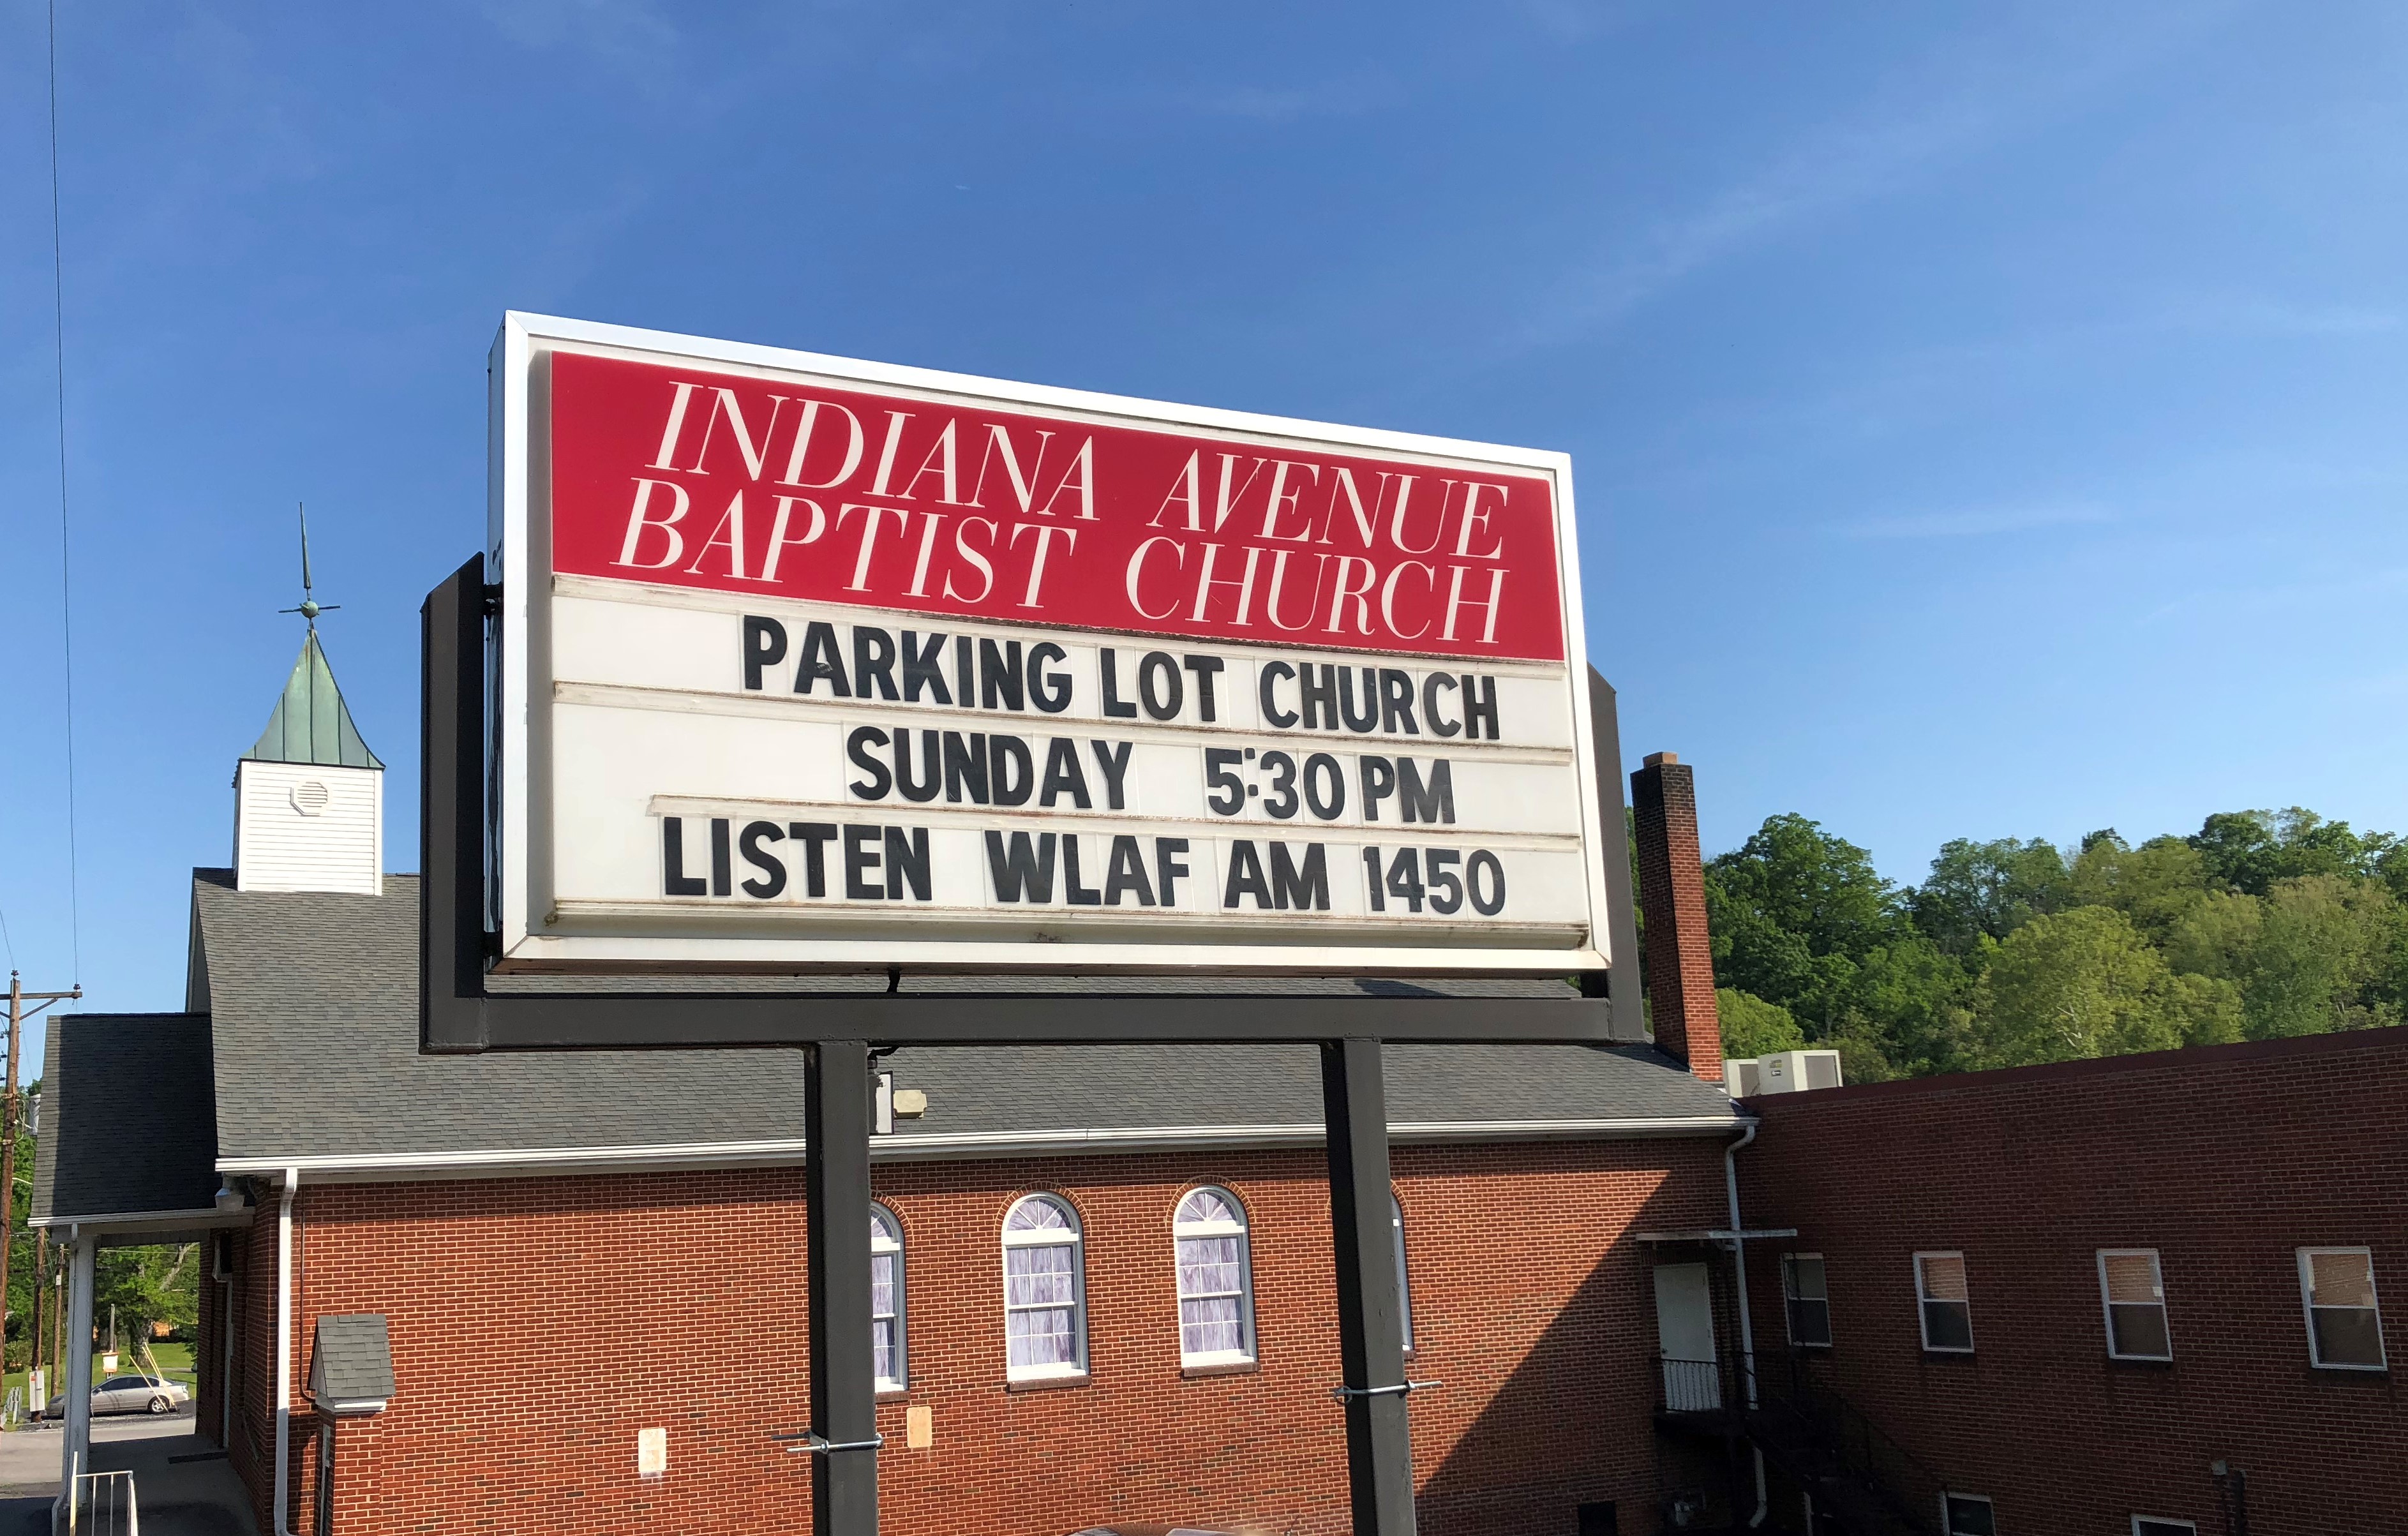 INDIANA AVENUE
BAPTIST CHURCH
PARKING LOT CHURCH
SUNDAY 5:30 PM
LISTEN WLAF AM 1450